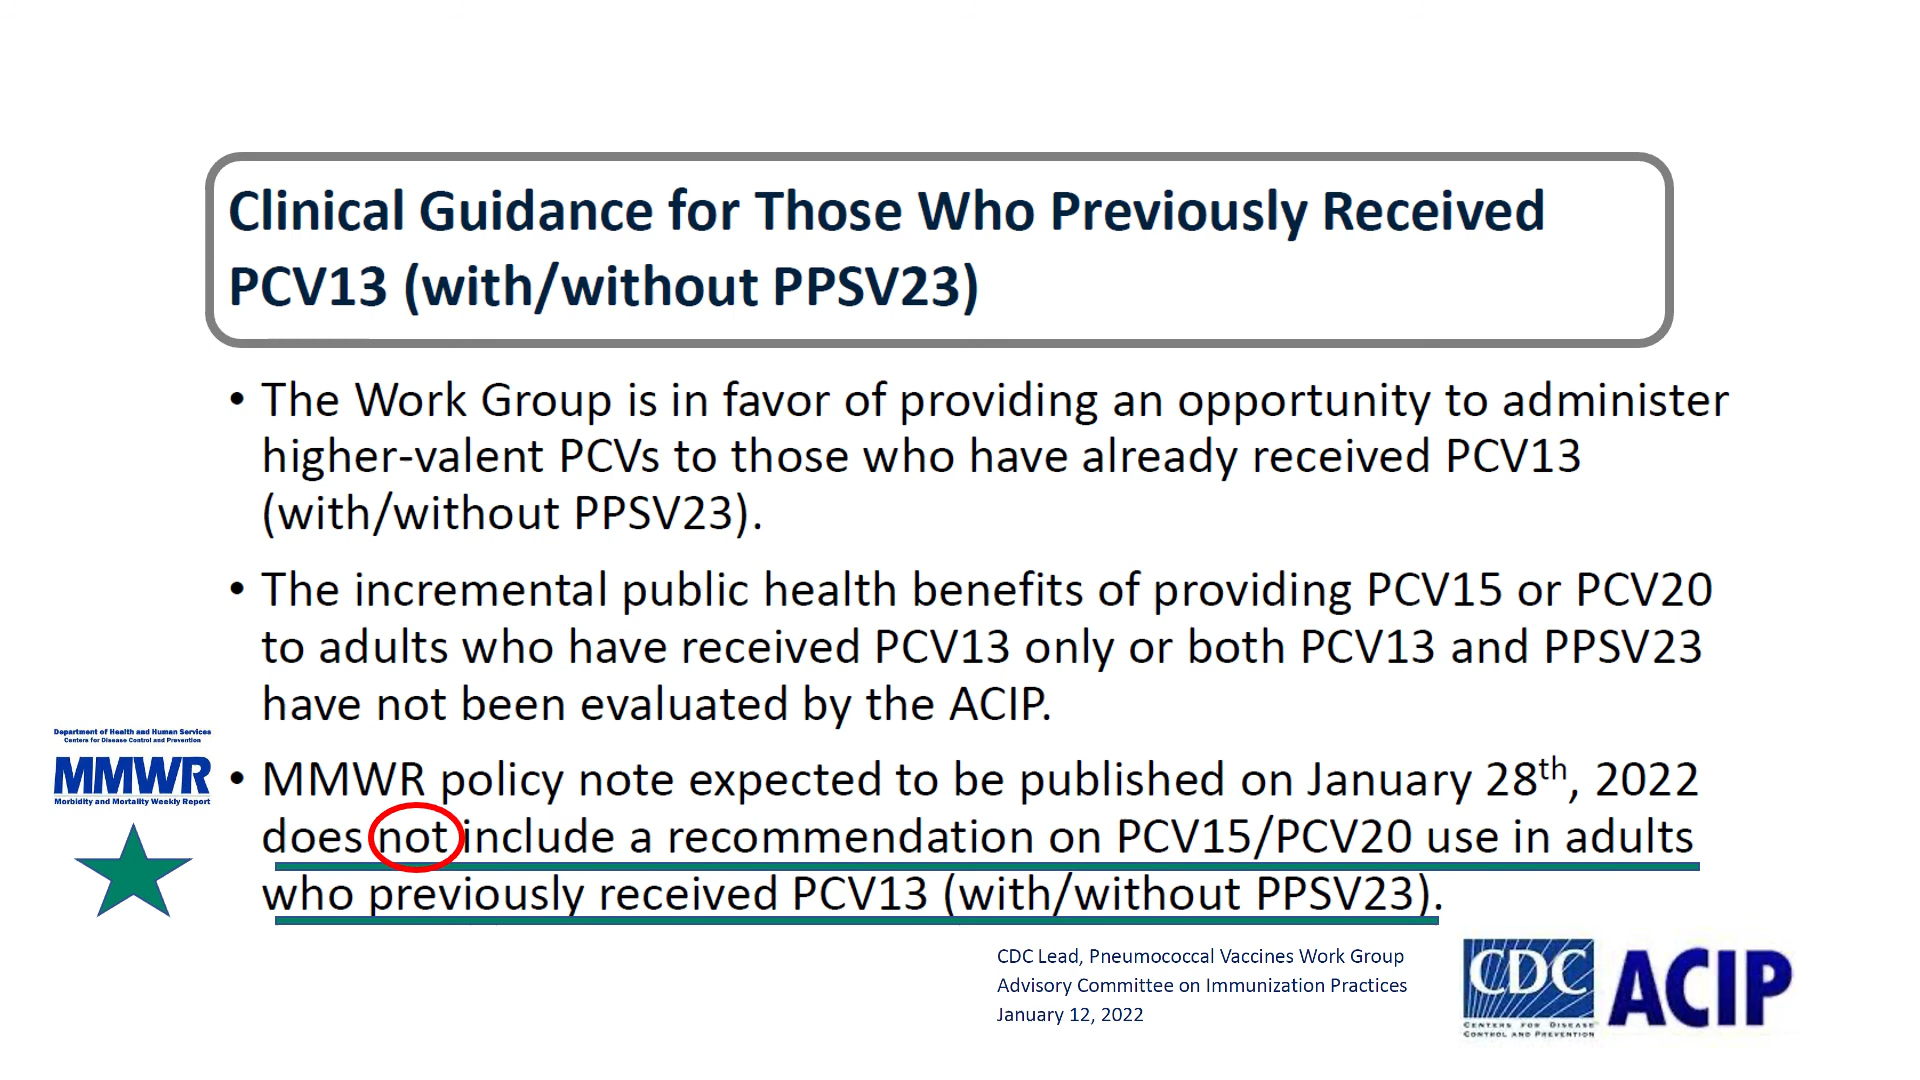 Clinical Guidance for Those Who Previously Received
PCV13 (with/without PPSV23)
• The Work Group is in favor of providing an opportunity to administer
higher-valent PCVs to those who have already received PCV13
(with/without PPSV23).
• The incremental public health benefits of providing PCV15 or PCV20
to adults who have received PCV13 only or both PCV13 and PPSV23
have not been evaluated by the ACIP.
Department of Health and Human Services
Centers for Disease Control and Prevention
MMWR
Morbidity and Mortality Weekly Report
• MMWR policy note expected to be published on January 28th, 2022
does not include a recommendation on PCV15/PCV20 use in adults
who previously received PCV13 (with/without PPSV23).
CDC Lead, Pneumococcal Vaccines Work Group
Advisory Committee on Immunization Practices
January 12, 2022
CDC
CENTERS FOR DISEASE
CONTROL AND PREVENTION
ACIP